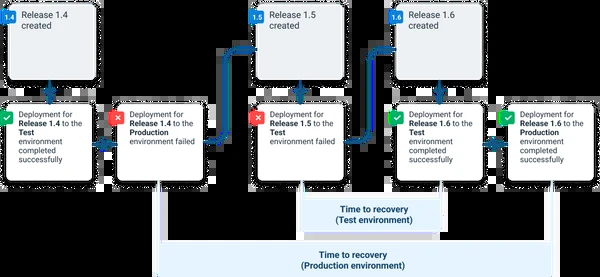 1.4
Release 1.4
created
1.5
Release 1.5
created
1.6
Release 1.6
created
Deployment for
Release 1.4 to the
Test
environment
completed
successfully
Deployment for
Release 1.4 to the
Production
environment failed
Deployment for
Release 1.5 to the
Test
environment failed
Deployment for
Release 1.6 to the
Test
environment
completed
successfully
Deployment for
Release 1.6 to the
Production
environment
completed
successfully
Time to recovery
(Test environment)
Time to recovery
(Production environment)